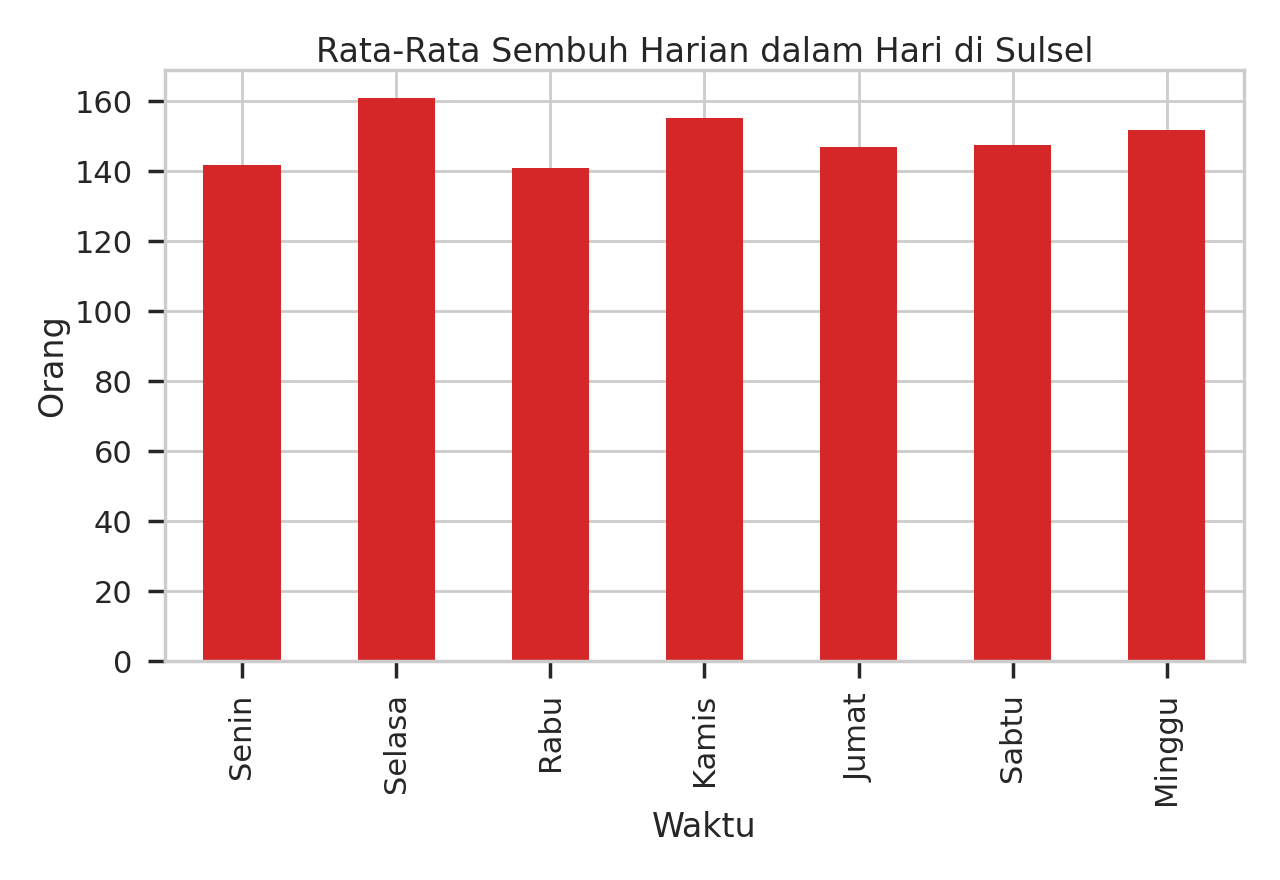 Rata-Rata Sembuh Harian dalam Hari di Sulsel
160
140
120
100
80
60
40
20
0
Orang
Senin
Selasa
Rabu
Kamis
Jumat
Sabtu
Minggu
Waktu